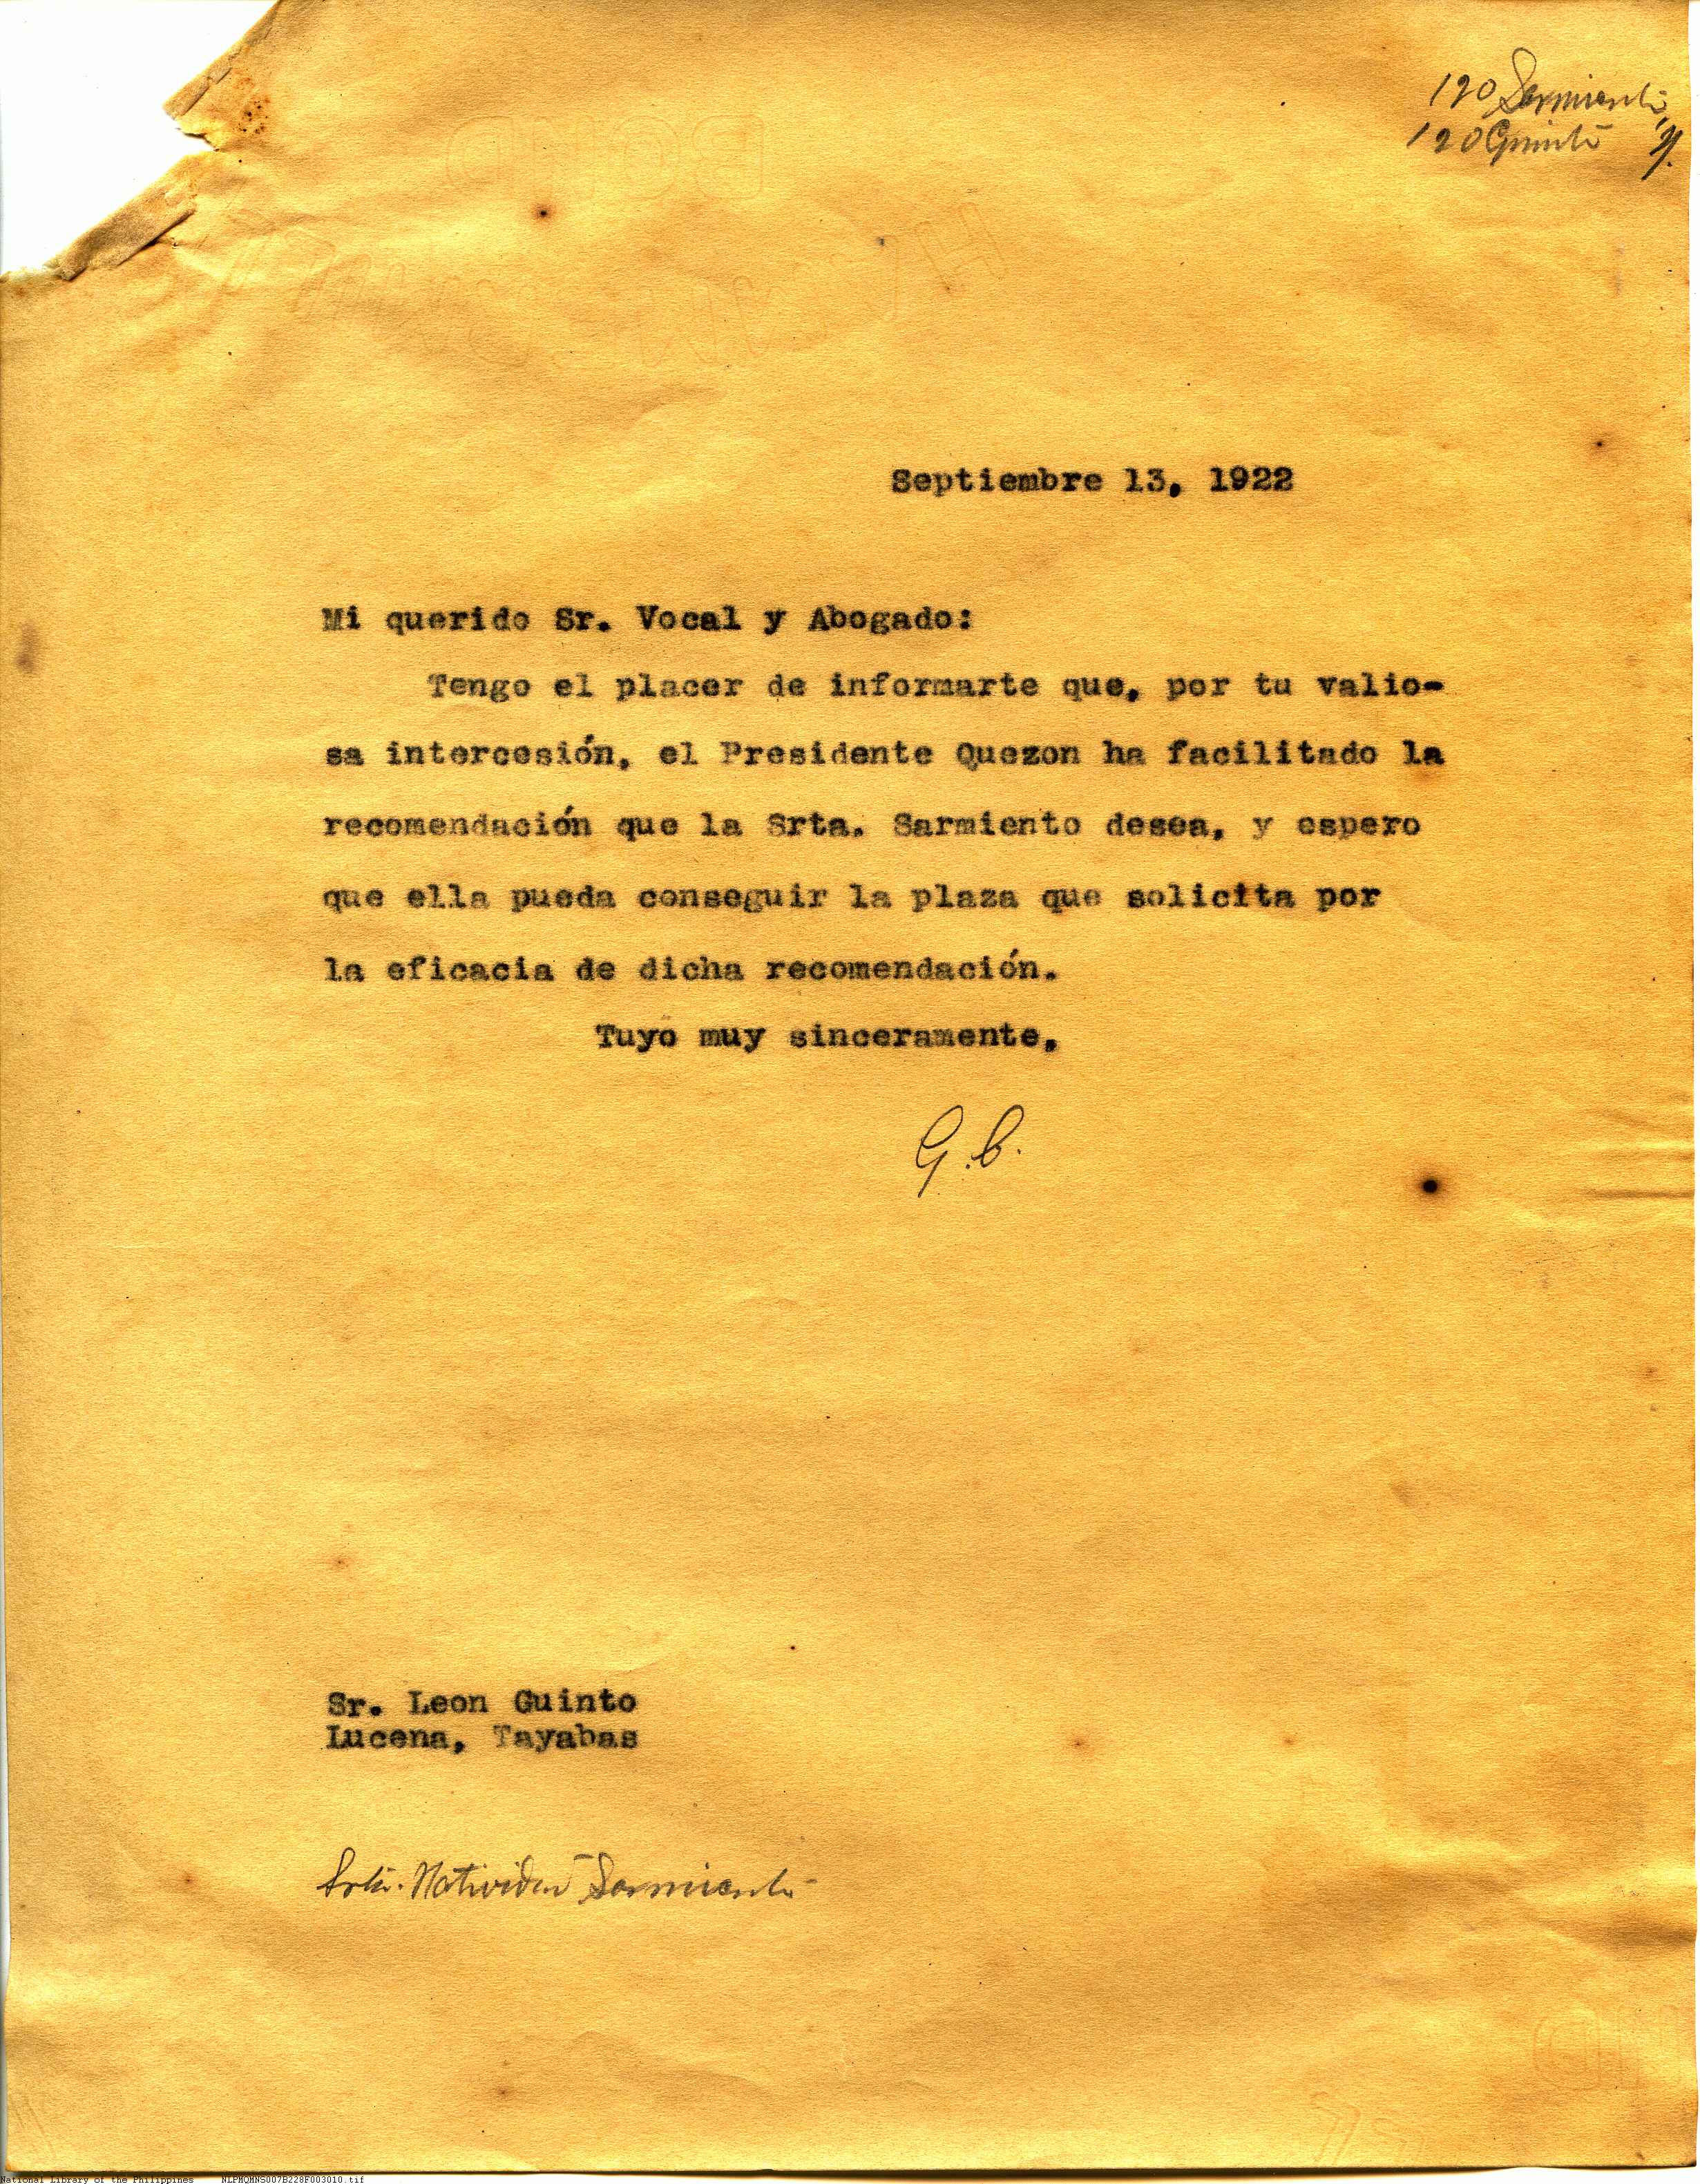 120 Sarmiento,
120 Guinto
Septiembre 13, 1922
Mi querido Sr. Vocal y Abogado:
Tengo el placer de informarte que, por tu valio-
sa intercesión, el Presidente Quezon ha facilitado la
recomendación que la Srta. Sarmiento desea, y espero
que ella pueda conseguir la plaza que solicita por
la eficacia de dicha recomendación.
Tuyo muy sinceramente,
Sr. Leon Guinto
Lucena, Tayabas
Srta. Natividad Sarmiento
National Library of the Philippines NLPMQMNS007B228F003010.tif